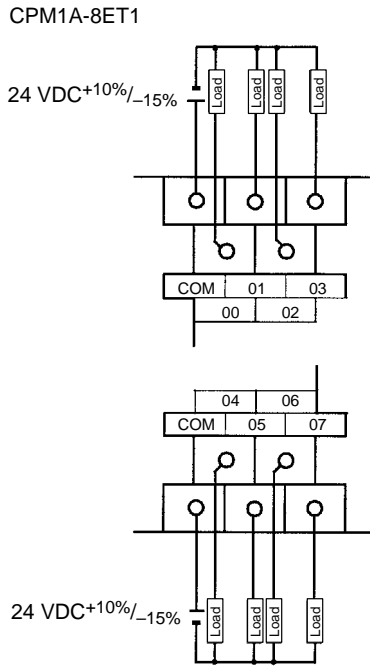 CPM1A-8ET1
24 VDC+10%/–15%
Load Load Load Load
COM 01 03
00 02
04 06
COM 05 07
24 VDC+10%/–15%
Load Load Load Load